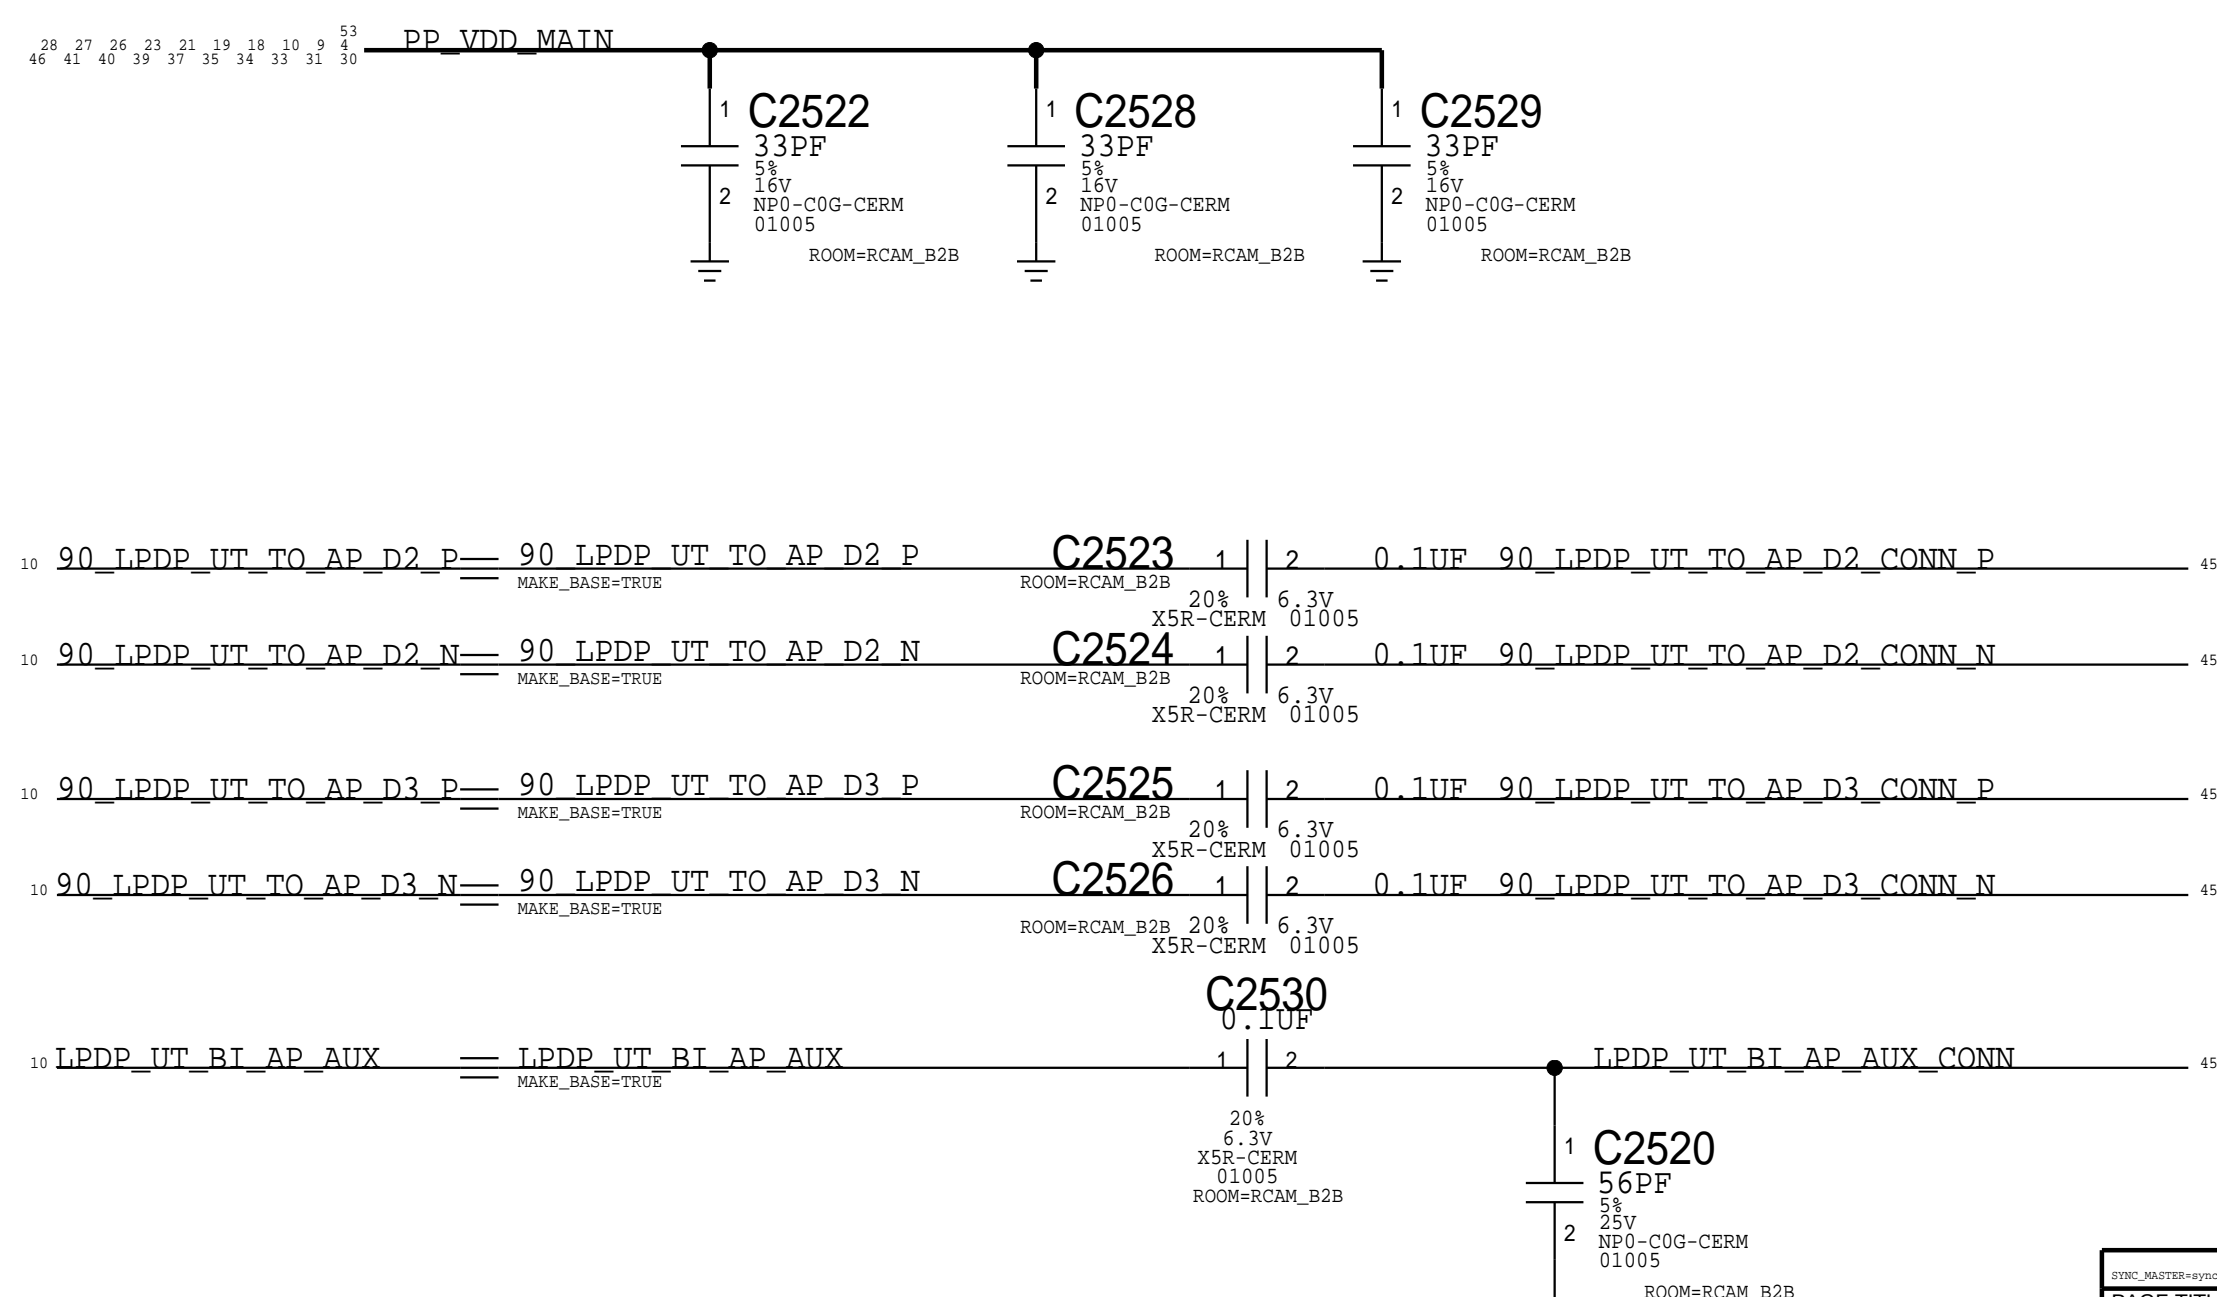 53
28 27 26 23 21 19 18 10 9 4
46 41 40 39 37 35 34 33 31 30
PP_VDD_MAIN
1 C2522
33PF
5%
16V
2 NP0-C0G-CERM
01005
ROOM=RCAM_B2B
1 C2528
33PF
5%
16V
2 NP0-C0G-CERM
01005
ROOM=RCAM_B2B
1 C2529
33PF
5%
16V
2 NP0-C0G-CERM
01005
ROOM=RCAM_B2B
10 90_LPDP_UT_TO_AP_D2_P 90_LPDP_UT_TO_AP_D2_P C2523 1 2 0.1UF 90_LPDP_UT_TO_AP_D2_CONN_P 45
MAKE_BASE=TRUE ROOM=RCAM_B2B
20% 6.3V
X5R-CERM 01005
10 90_LPDP_UT_TO_AP_D2_N 90_LPDP_UT_TO_AP_D2_N C2524 1 2 0.1UF 90_LPDP_UT_TO_AP_D2_CONN_N 45
MAKE_BASE=TRUE ROOM=RCAM_B2B
20% 6.3V
X5R-CERM 01005
10 90_LPDP_UT_TO_AP_D3_P 90_LPDP_UT_TO_AP_D3_P C2525 1 2 0.1UF 90_LPDP_UT_TO_AP_D3_CONN_P 45
MAKE_BASE=TRUE ROOM=RCAM_B2B
20% 6.3V
X5R-CERM 01005
10 90_LPDP_UT_TO_AP_D3_N 90_LPDP_UT_TO_AP_D3_N C2526 1 2 0.1UF 90_LPDP_UT_TO_AP_D3_CONN_N 45
MAKE_BASE=TRUE
ROOM=RCAM_B2B 20% 6.3V
X5R-CERM 01005
C2530
0.1UF
10 LPDP_UT_BI_AP_AUX LPDP_UT_BI_AP_AUX 1 2 LPDP_UT_BI_AP_AUX_CONN 45
MAKE_BASE=TRUE
20%
6.3V
X5R-CERM
01005
ROOM=RCAM_B2B
1 C2520
56PF
5%
25V
2 NP0-C0G-CERM
01005
ROOM=RCAM_B2B
SYNC_MASTER=sync